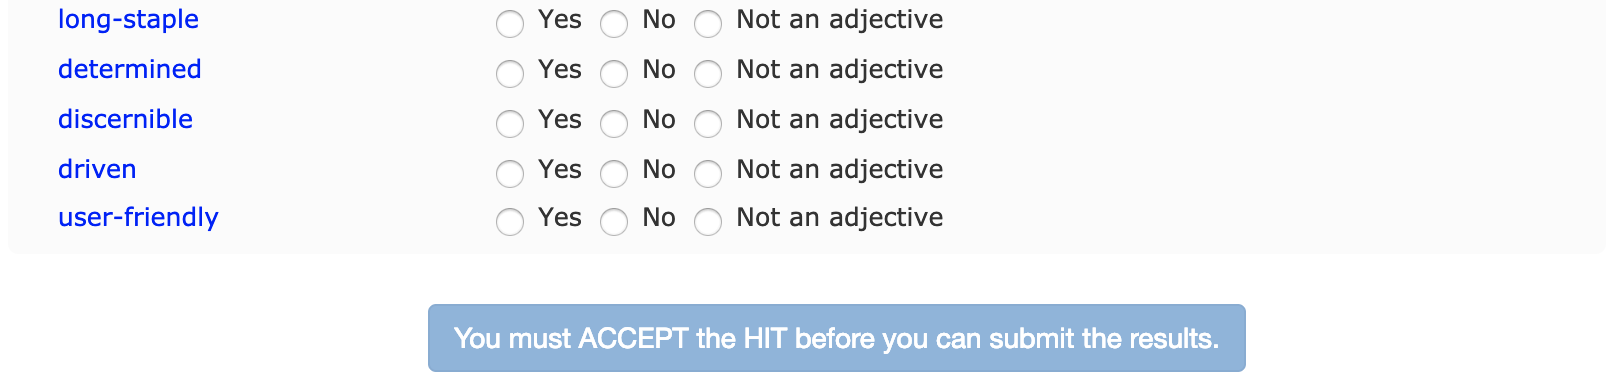 long-staple Yes No Not an adjective
determined Yes No Not an adjective
discernible Yes No Not an adjective
driven Yes No Not an adjective
user-friendly Yes No Not an adjective
You must ACCEPT the HIT before you can submit the results.